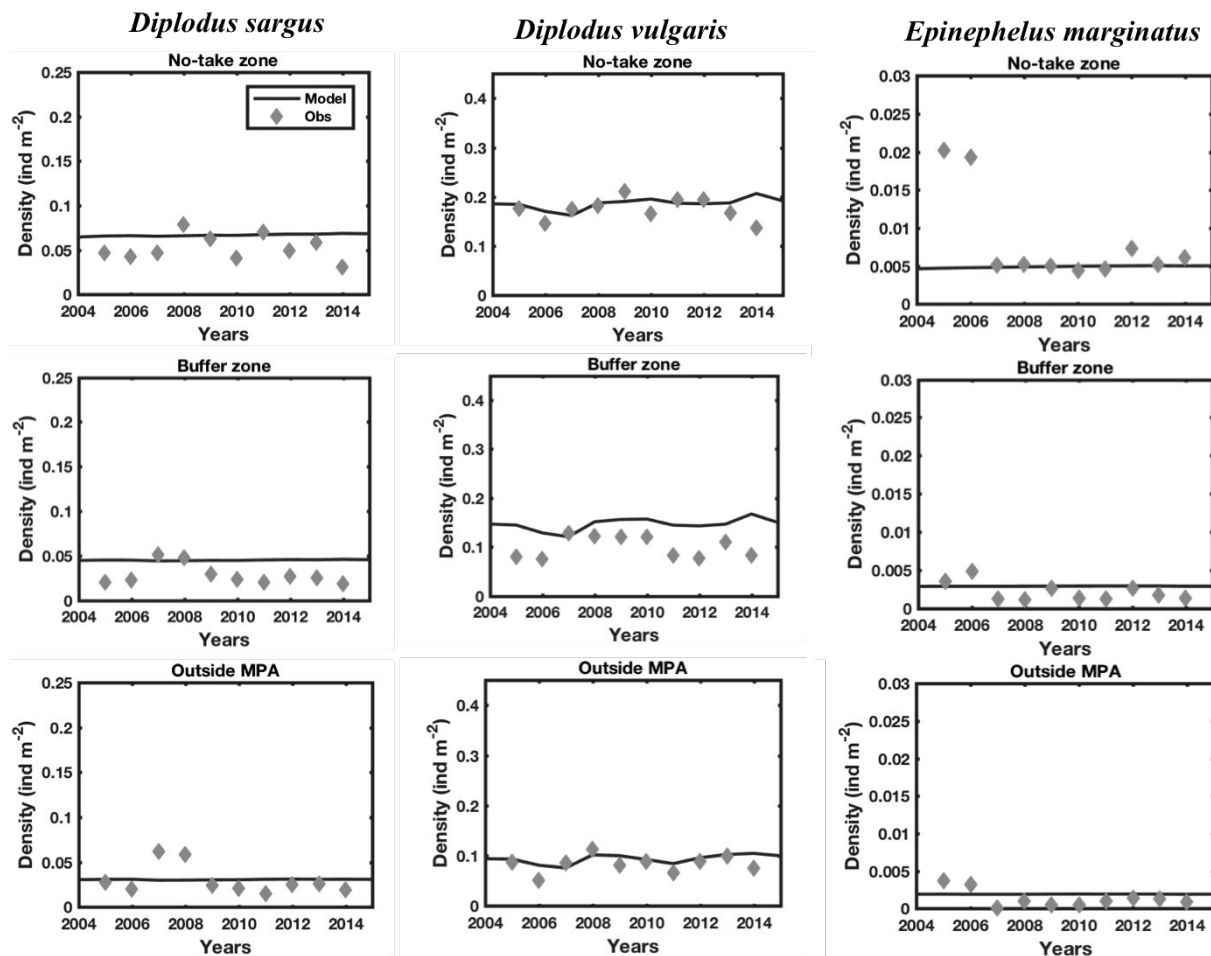 Diplodus sargus
Diplodus vulgaris
Epinephelus marginatus
No-take zone
0.25
0.2
0.15
0.1
0.05
0
Density (ind m-2)
Model
Obs
2004 2006 2008 2010 2012 2014
Years
No-take zone
0.4
0.3
0.2
0.1
0
Density (ind m-2)
2004 2006 2008 2010 2012 2014
Years
No-take zone
0.03
0.025
0.02
0.015
0.01
0.005
0
Density (ind m-2)
2004 2006 2008 2010 2012 2014
Years
Buffer zone
0.25
0.2
0.15
0.1
0.05
0
Density (ind m-2)
2004 2006 2008 2010 2012 2014
Years
Buffer zone
0.4
0.3
0.2
0.1
0
Density (ind m-2)
2004 2006 2008 2010 2012 2014
Years
Buffer zone
0.03
0.025
0.02
0.015
0.01
0.005
0
Density (ind m-2)
2004 2006 2008 2010 2012 2014
Years
Outside MPA
0.25
0.2
0.15
0.1
0.05
0
Density (ind m-2)
2004 2006 2008 2010 2012 2014
Years
Outside MPA
0.4
0.3
0.2
0.1
0
Density (ind m-2)
2004 2006 2008 2010 2012 2014
Years
Outside MPA
0.03
0.025
0.02
0.015
0.01
0.005
0
Density (ind m-2)
2004 2006 2008 2010 2012 2014
Years